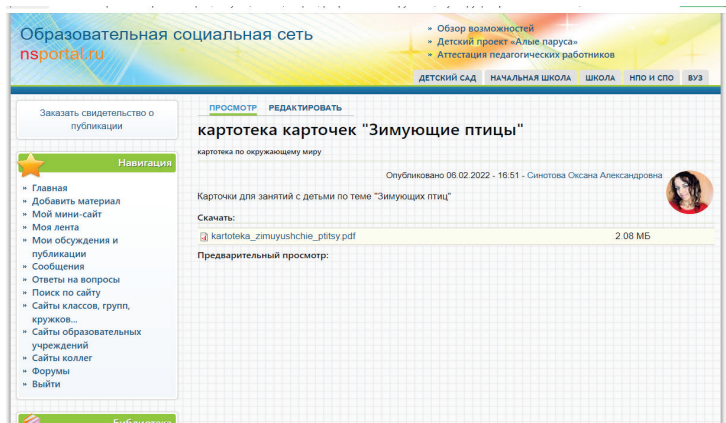 Образовательная социальная сеть
nsportal.ru
» Обзор возможностей
» Детский проект «Алые паруса»
» Аттестация педагогических работников
ДЕТСКИЙ САД НАЧАЛЬНАЯ ШКОЛА ШКОЛА НПО И СПО ВУЗ
Заказать свидетельство о
публикации
Навигация
» Главная
» Добавить материал
» Мой мини-сайт
» Моя лента
» Мои обсуждения и
публикации
» Сообщения
» Ответы на вопросы
» Поиск по сайту
» Сайты классов, групп,
кружков...
» Сайты образовательных
учреждений
» Сайты коллег
» Форумы
» Выйти
Библиотека
ПРОСМОТР РЕДАКТИРОВАТЬ
картотека карточек "Зимующие птицы"
картотека по окружающему миру
Опубликовано 06.02.2022 - 16:51 - Синотова Оксана Александровна
Карточки для занятий с детьми по теме "Зимующих птиц"
Скачать:
kartoteka_zimuyushchie_ptitsy.pdf 2.08 МБ
Предварительный просмотр: